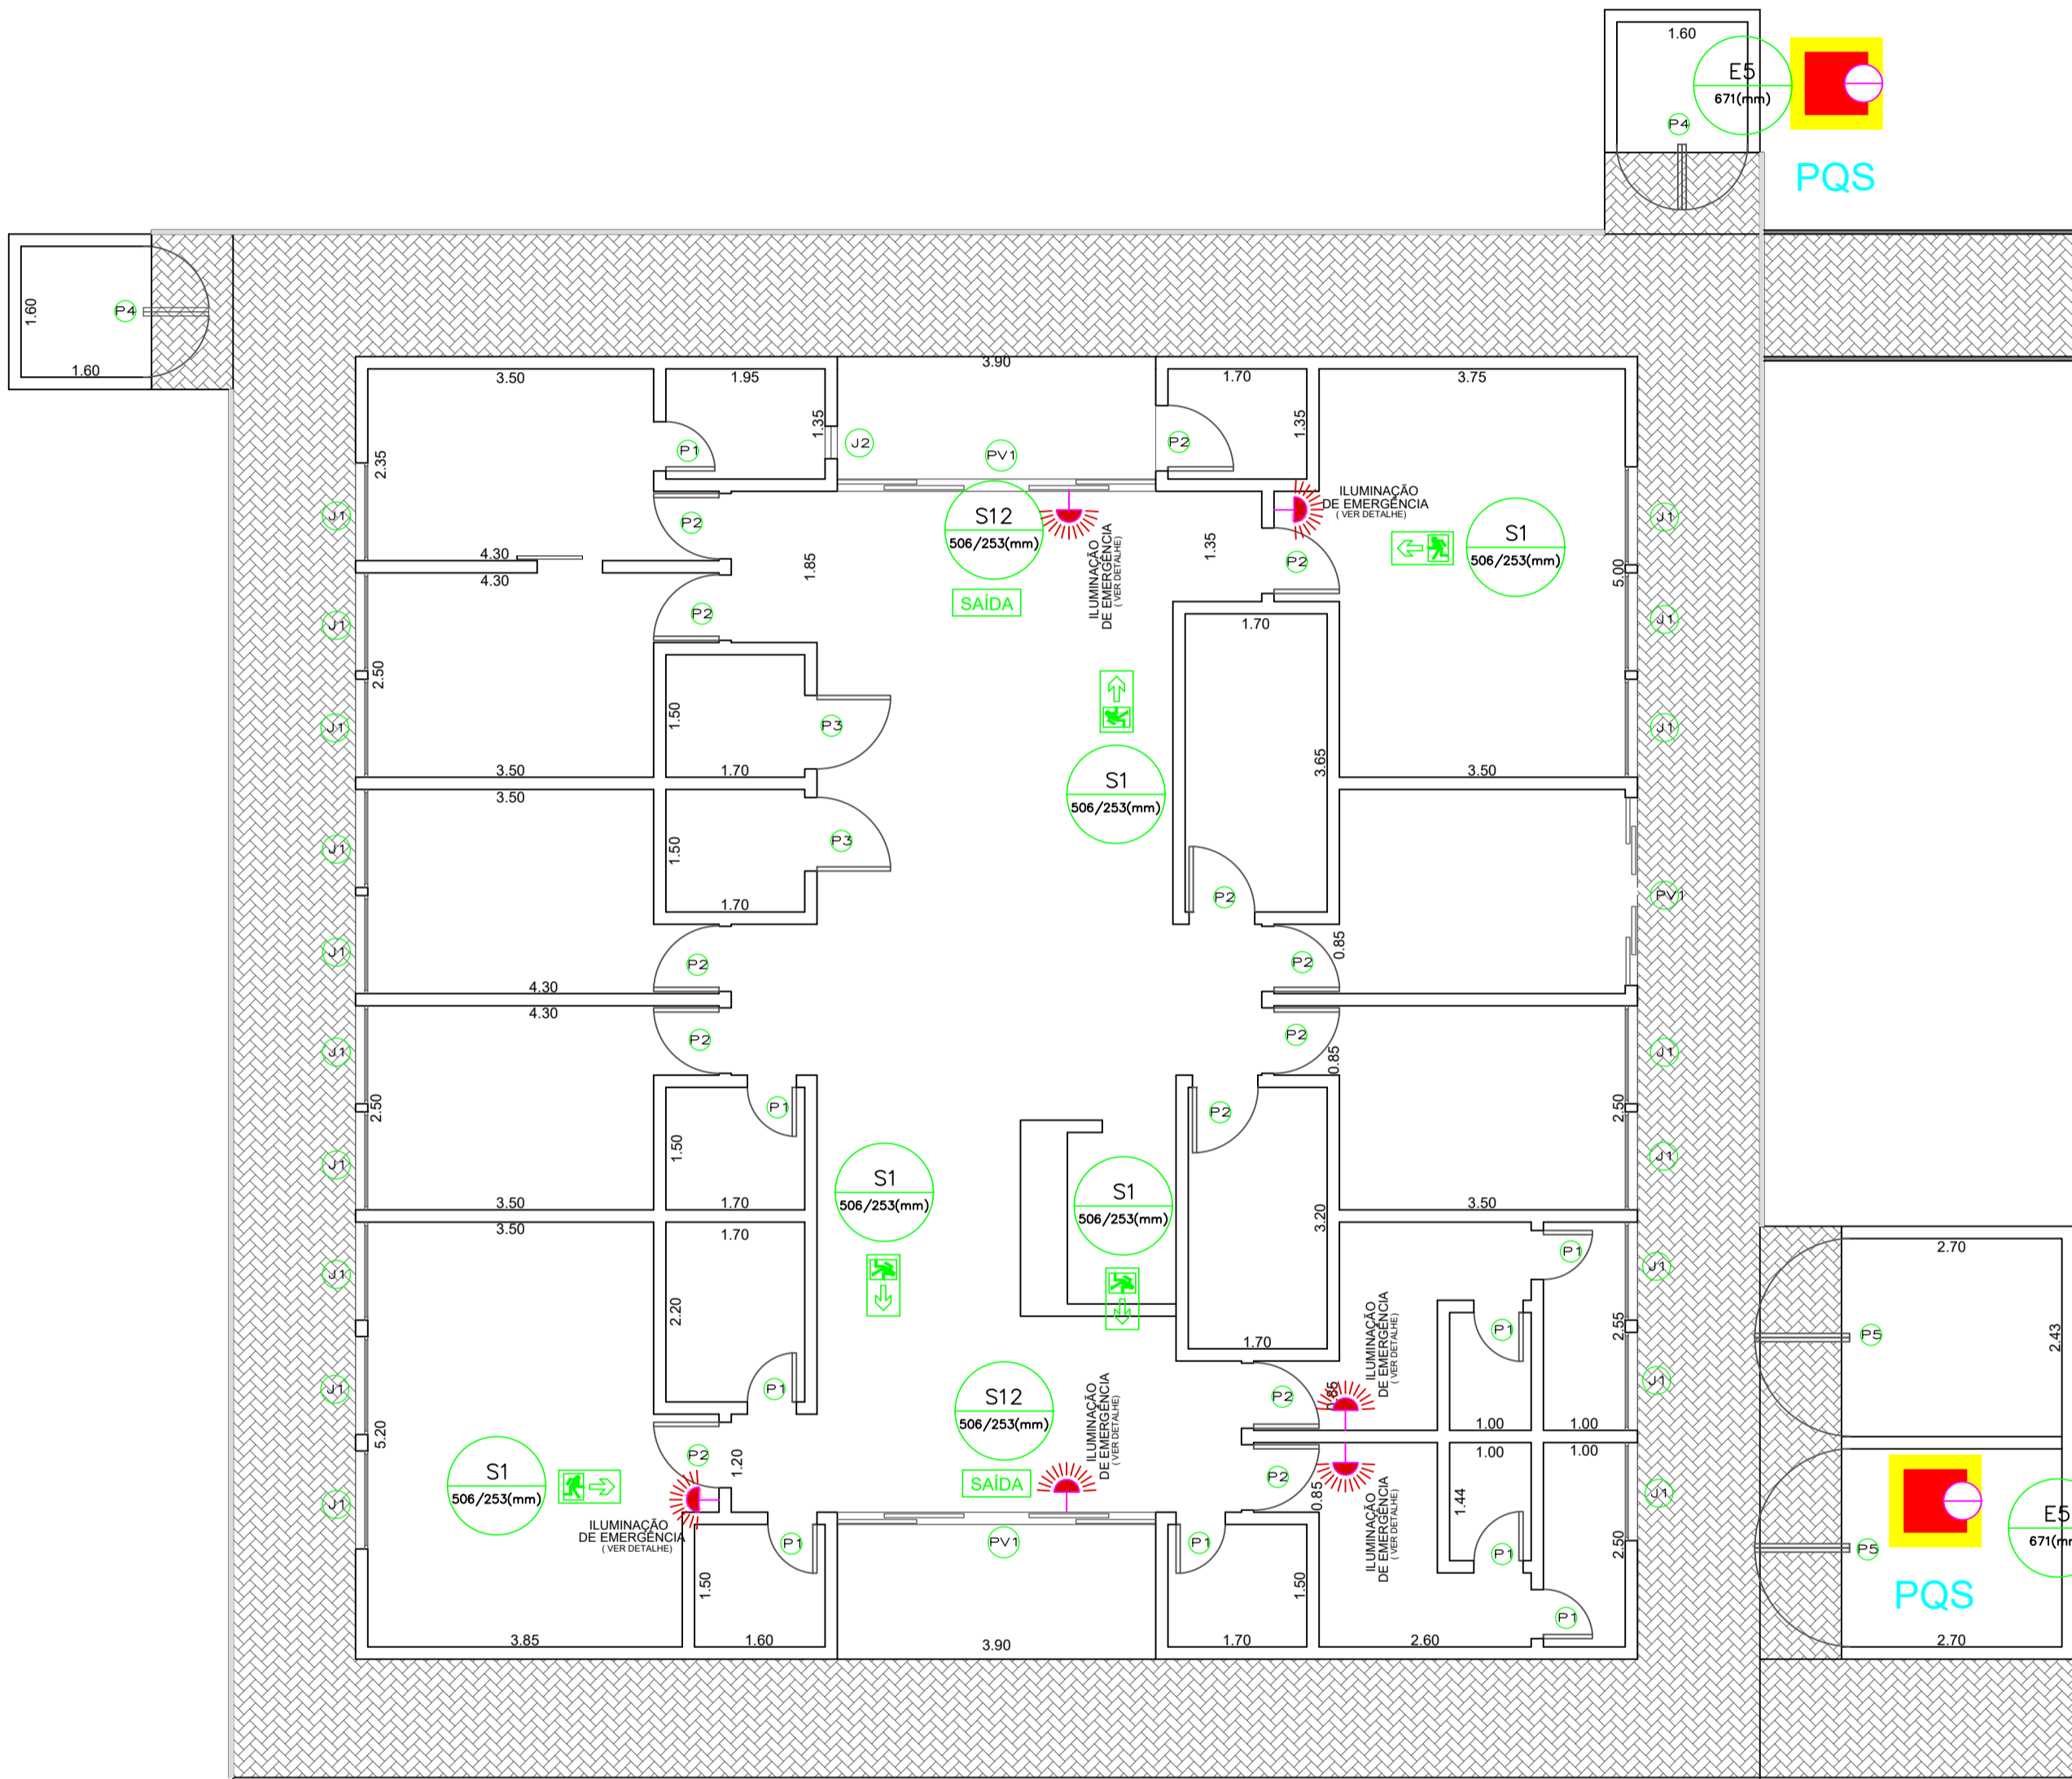 1.60
E5
671(mm)
P4
PQS
1.60
P4
1.60
3.50
1.95
3.90
1.70
3.75
2.35
P1
1.35
J2
PV1
P2
1.35
J1
P2
S12
506/253(mm)
ILUMINAÇÃO
DE EMERGÊNCIA
( VER DETALHE)
ILUMINAÇÃO
DE EMERGÊNCIA
( VER DETALHE)
S1
506/253(mm)
J1
4.30
4.30
1.85
1.35
P2
5.00
SAÍDA
J1
P2
1.70
J1
2.50
1.50
P3
J1
J1
3.50
1.70
S1
506/253(mm)
3.65
3.50
3.50
J1
1.50
P3
1.70
P2
PV1
J1
P2
0.85
P2
4.30
4.30
J1
P2
P2
0.85
J1
2.50
P1
P2
2.50
1.50
J1
S1
506/253(mm)
S1
506/253(mm)
J1
3.50
1.70
3.50
3.50
1.70
3.20
P1
J1
J1
2.70
2.20
ILUMINAÇÃO
DE EMERGÊNCIA
( VER DETALHE)
P1
2.55
P5
2.43
1.70
J1
P1
S12
506/253(mm)
ILUMINAÇÃO
DE EMERGÊNCIA
( VER DETALHE)
P2
0.85
J1
5.20
1.00
1.00
1.00
1.00
S1
506/253(mm)
P2
1.20
SAÍDA
P2
0.85
1.44
J1
J1
ILUMINAÇÃO
DE EMERGÊNCIA
( VER DETALHE)
ILUMINAÇÃO
DE EMERGÊNCIA
( VER DETALHE)
P1
PV1
P1
P1
2.50
P5
E5
PQS
1.50
1.50
P1
3.85
1.60
3.90
1.70
2.60
2.70